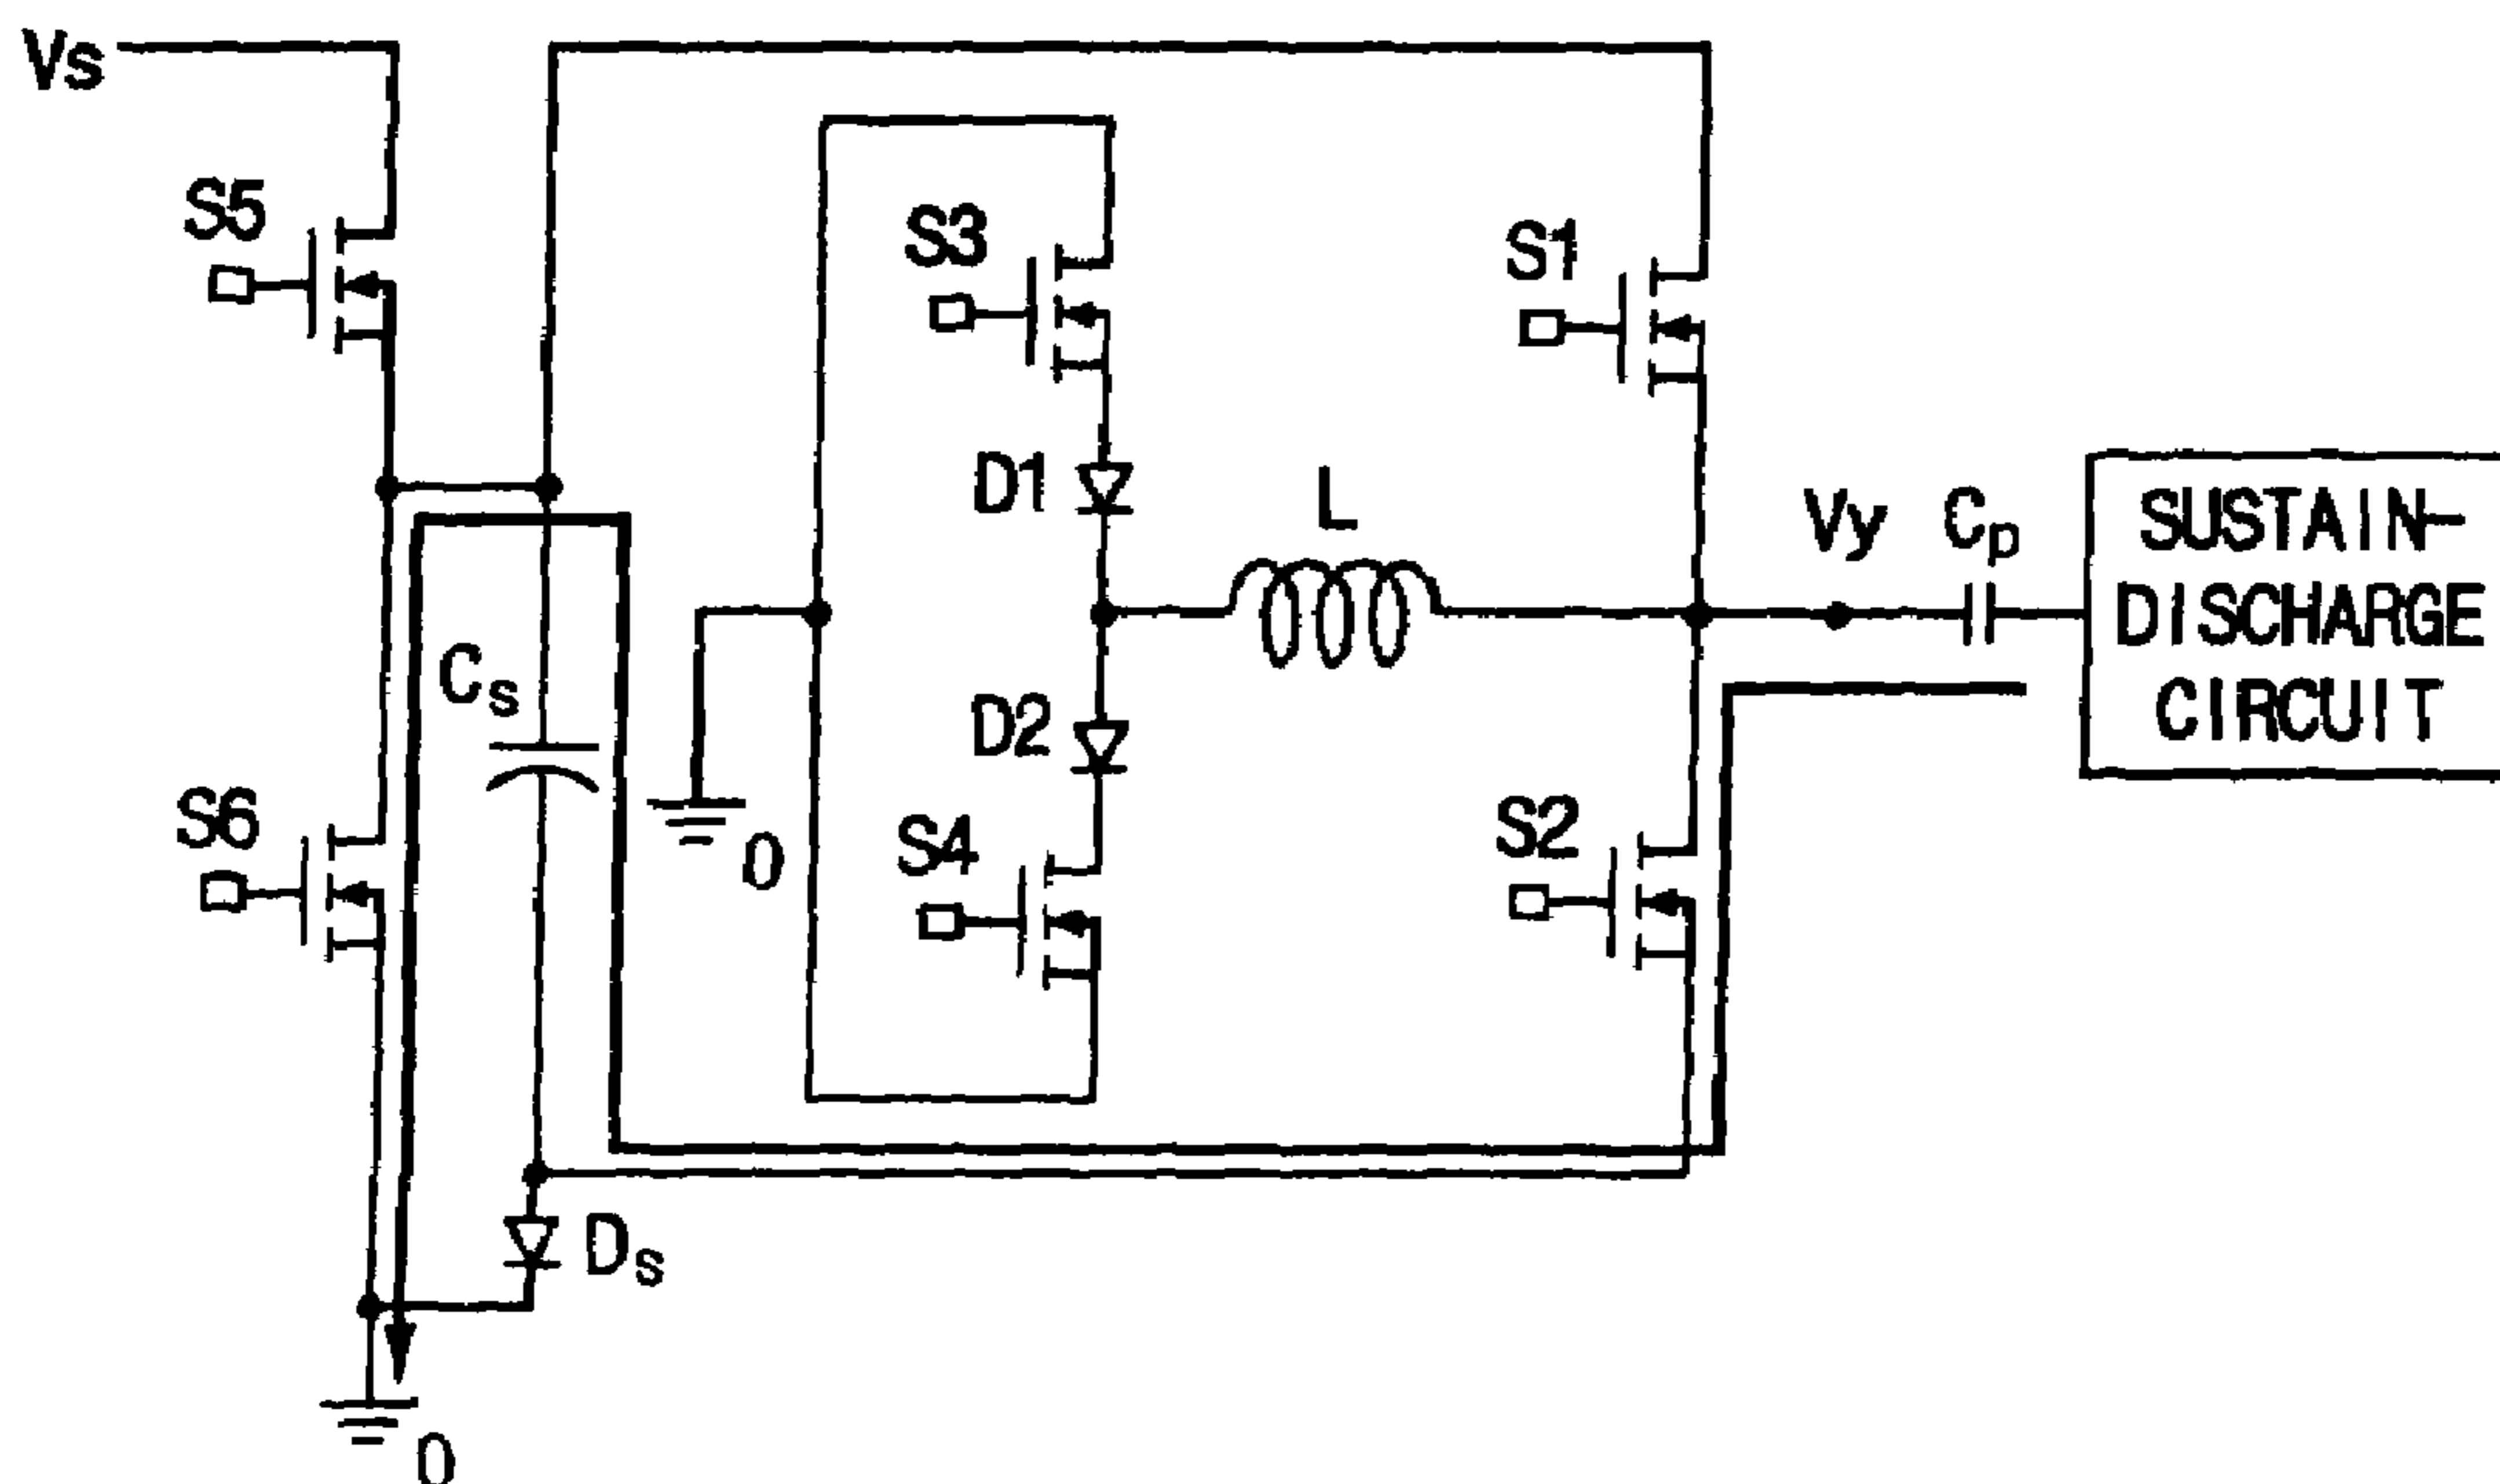 Vs
S5
S3
S1
D1
L
Vy
Cp
SUSTAIN-
DISCHARGE
CIRCUIT
Cs
D2
S6
0
S4
S2
Ds
0